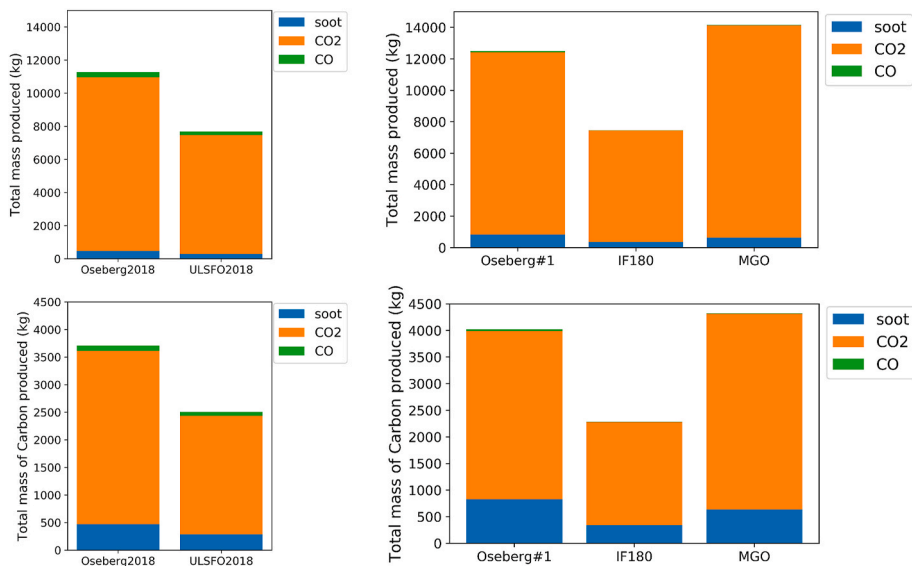 Total mass produced (kg)
14000
12000
10000
8000
6000
4000
2000
0
Oseberg2018
ULSFO2018
soot
CO2
CO
Total mass produced (kg)
14000
12000
10000
8000
6000
4000
2000
0
Oseberg#1
IF180
MGO
soot
CO2
CO
Total mass of Carbon produced (kg)
4500
4000
3500
3000
2500
2000
1500
1000
500
0
Oseberg2018
ULSFO2018
soot
CO2
CO
Total mass of Carbon produced (kg)
4500
4000
3500
3000
2500
2000
1500
1000
500
0
Oseberg#1
IF180
MGO
soot
CO2
CO